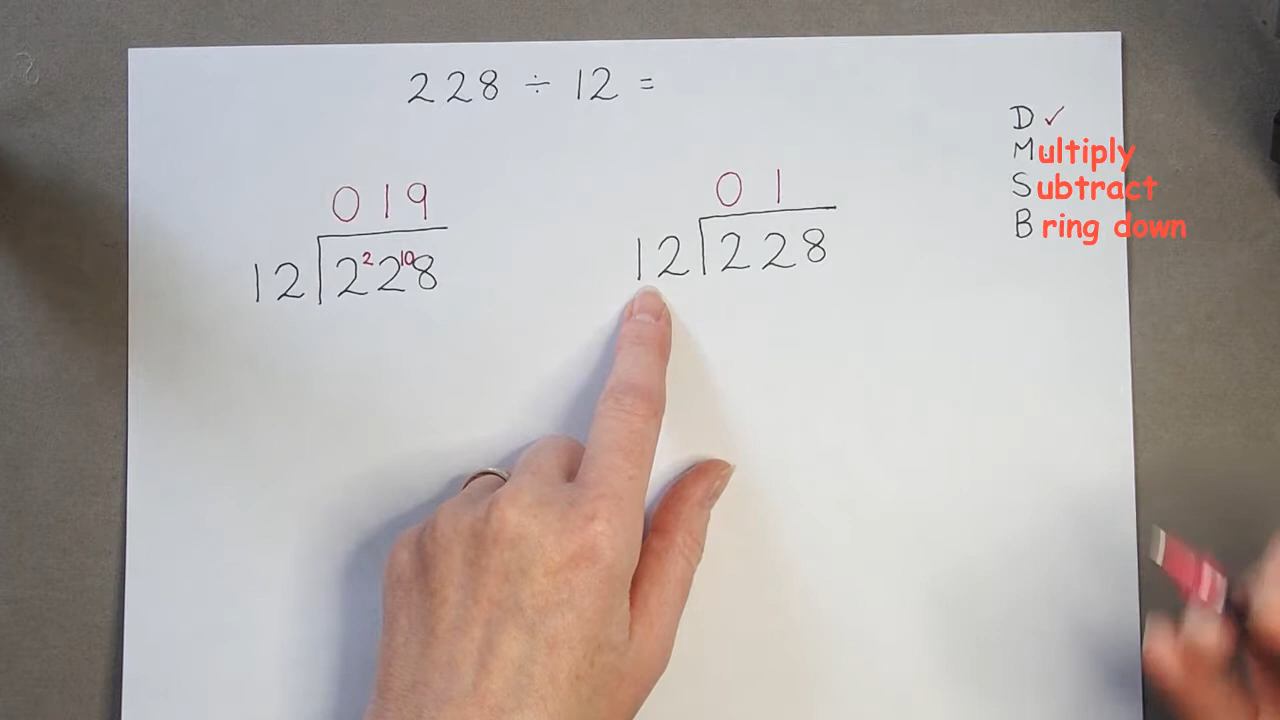 228 ÷ 12 =
D ✓
Multiply
Subtract
Bring down
019
12 2²2¹⁰8
01
12 228